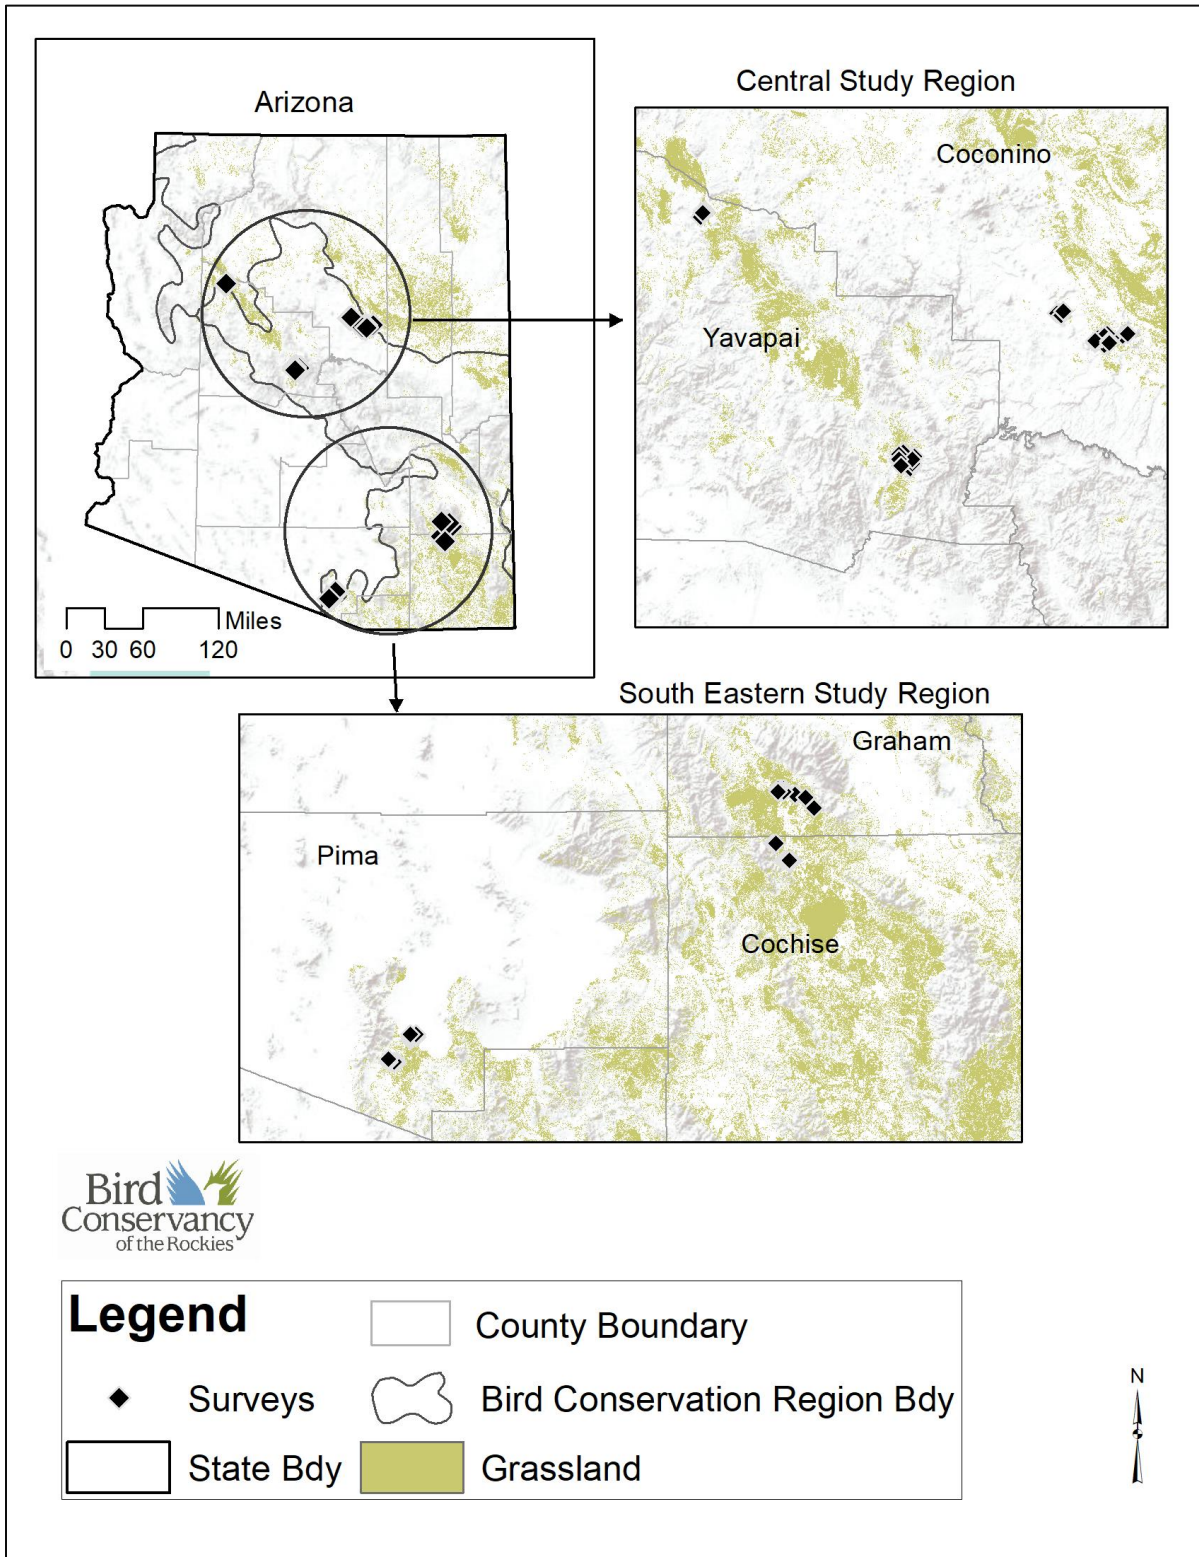 Arizona
Miles
0 30 60 120
Central Study Region
Coconino
Yavapai
South Eastern Study Region
Graham
Pima
Cochise
Bird
Conservancy
of the Rockies
Legend
County Boundary
Surveys
Bird Conservation Region Bdy
State Bdy
Grassland
N